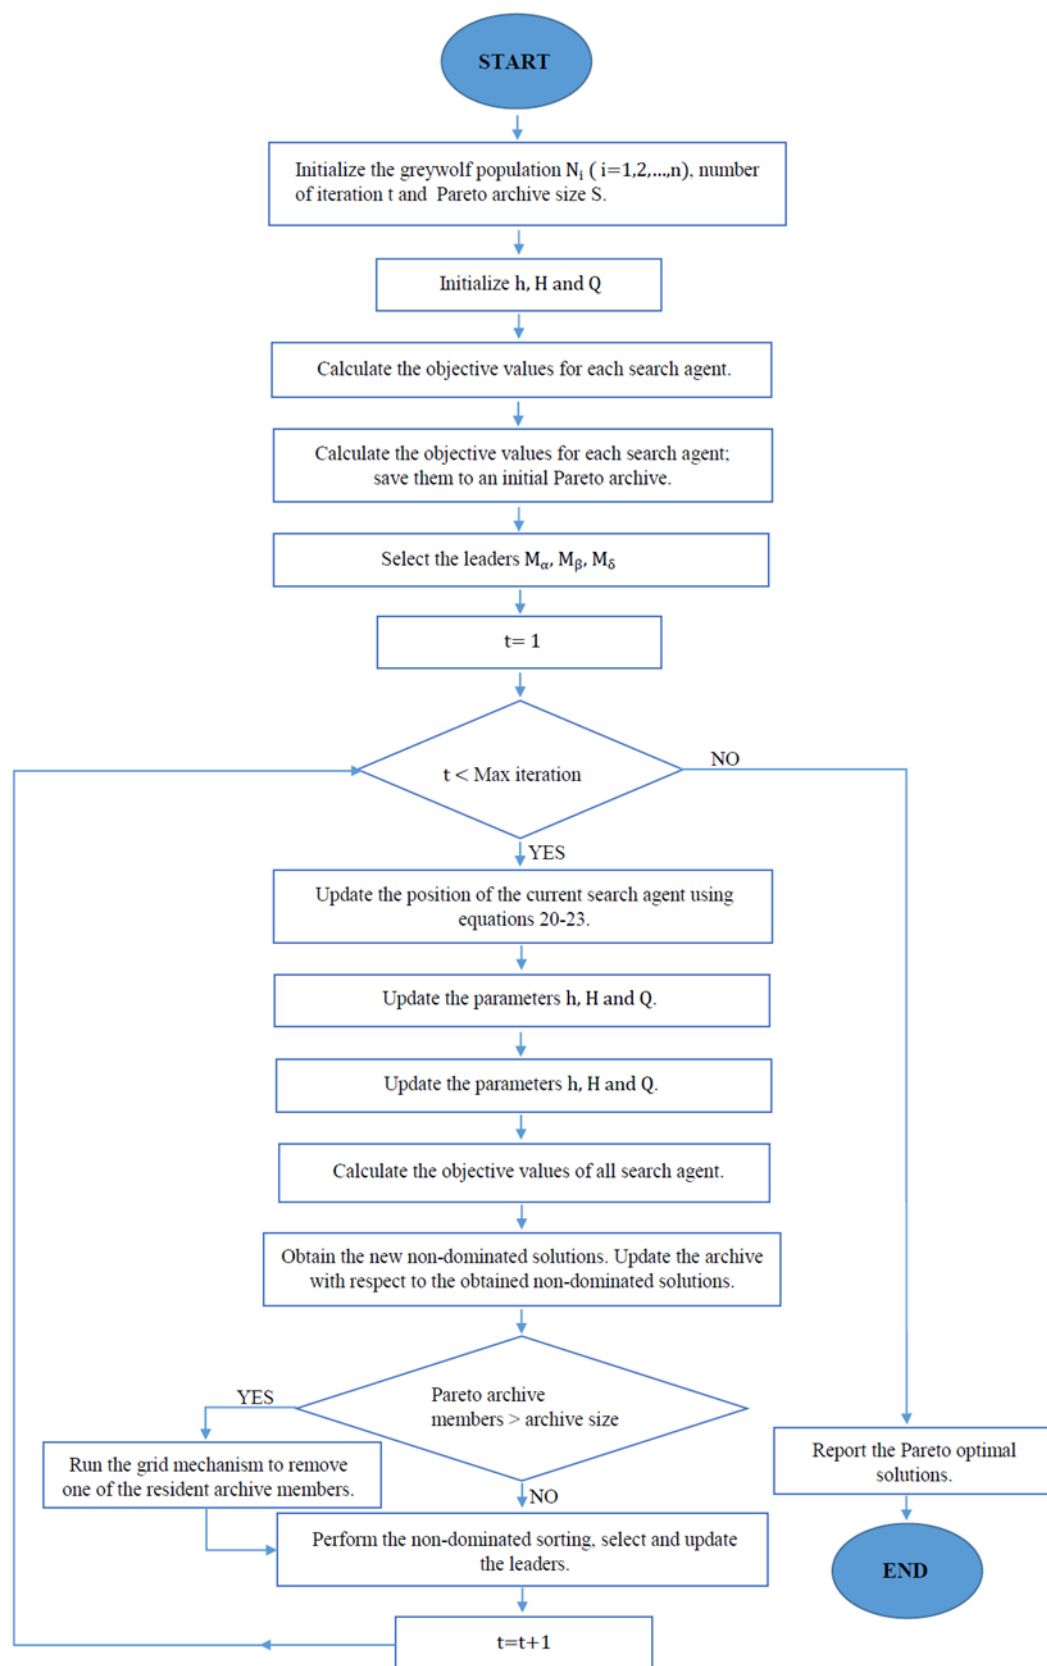 START
Initialize the greywolf population Nᵢ ( i=1,2,...,n), number
of iteration t and Pareto archive size S.
Initialize h, H and Q
Calculate the objective values for each search agent.
Calculate the objective values for each search agent;
save them to an initial Pareto archive.
Select the leaders Mα, Mβ, Mδ
t= 1
t < Max iteration
NO
YES
Update the position of the current search agent using
equations 20-23.
Update the parameters h, H and Q.
Update the parameters h, H and Q.
Calculate the objective values of all search agent.
Obtain the new non-dominated solutions. Update the archive
with respect to the obtained non-dominated solutions.
Pareto archive
members > archive size
YES
Run the grid mechanism to remove
one of the resident archive members.
NO
Perform the non-dominated sorting, select and update
the leaders.
t=t+1
Report the Pareto optimal
solutions.
END